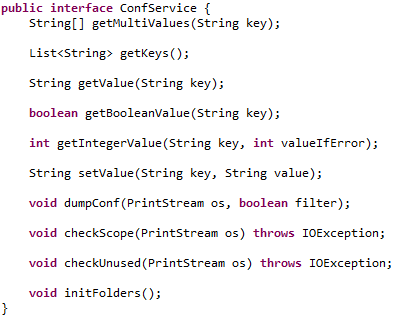 public interface ConfService {
String[] getMultiValues(String key);
List<String> getKeys();
String getValue(String key);
boolean getBooleanValue(String key);
int getIntegerValue(String key, int valueIfError);
String setValue(String key, String value);
void dumpConf(PrintStream os, boolean filter);
void checkScope(PrintStream os) throws IOException;
void checkUnused(PrintStream os) throws IOException;
void initFolders();
}